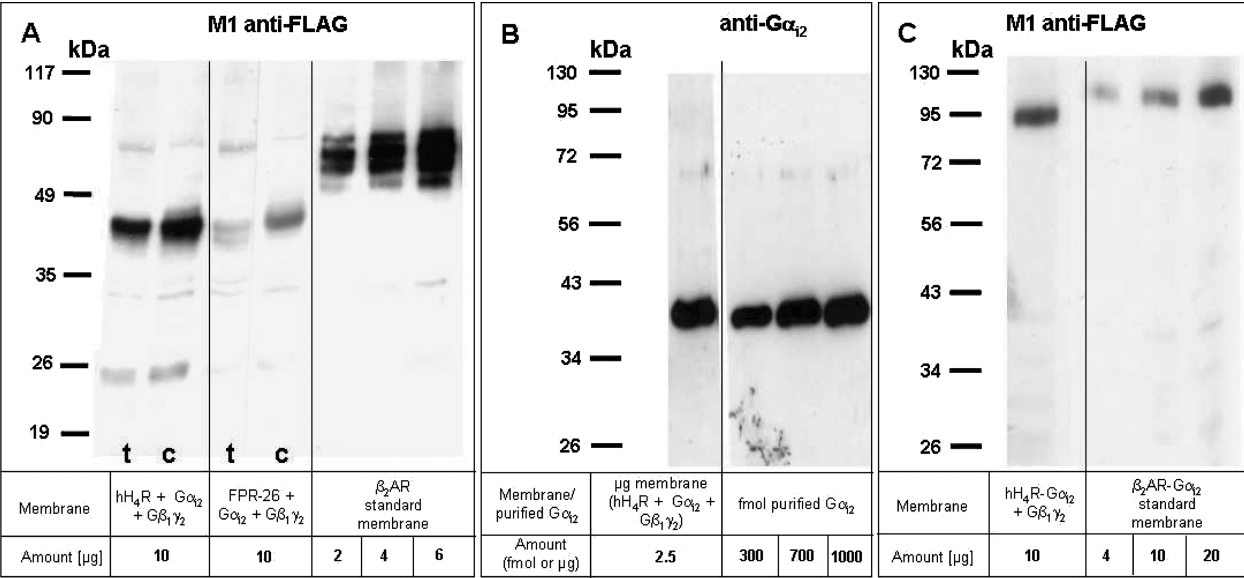 A
M1 anti-FLAG
kDa
117
90
49
35
26
19
t c t c
Membrane
hH₄R + Gαᵢ₂
+ Gβ₁γ₂
FPR-26 +
Gαᵢ₂ + Gβ₁γ₂
β₂AR
standard
membrane
Amount [µg]
10
10
2
4
6
B
anti-Gαᵢ₂
kDa
130
95
72
56
43
34
26
Membrane/
purified Gαᵢ₂
µg membrane
(hH₄R + Gαᵢ₂ +
Gβ₁γ₂)
fmol purified Gαᵢ₂
Amount
(fmol or µg)
2.5
300
700
1000
C
M1 anti-FLAG
kDa
130
95
72
56
43
34
26
Membrane
hH₄R-Gαᵢ₂
+ Gβ₁γ₂
β₂AR-Gαᵢ₂
standard
membrane
Amount [µg]
10
4
10
20